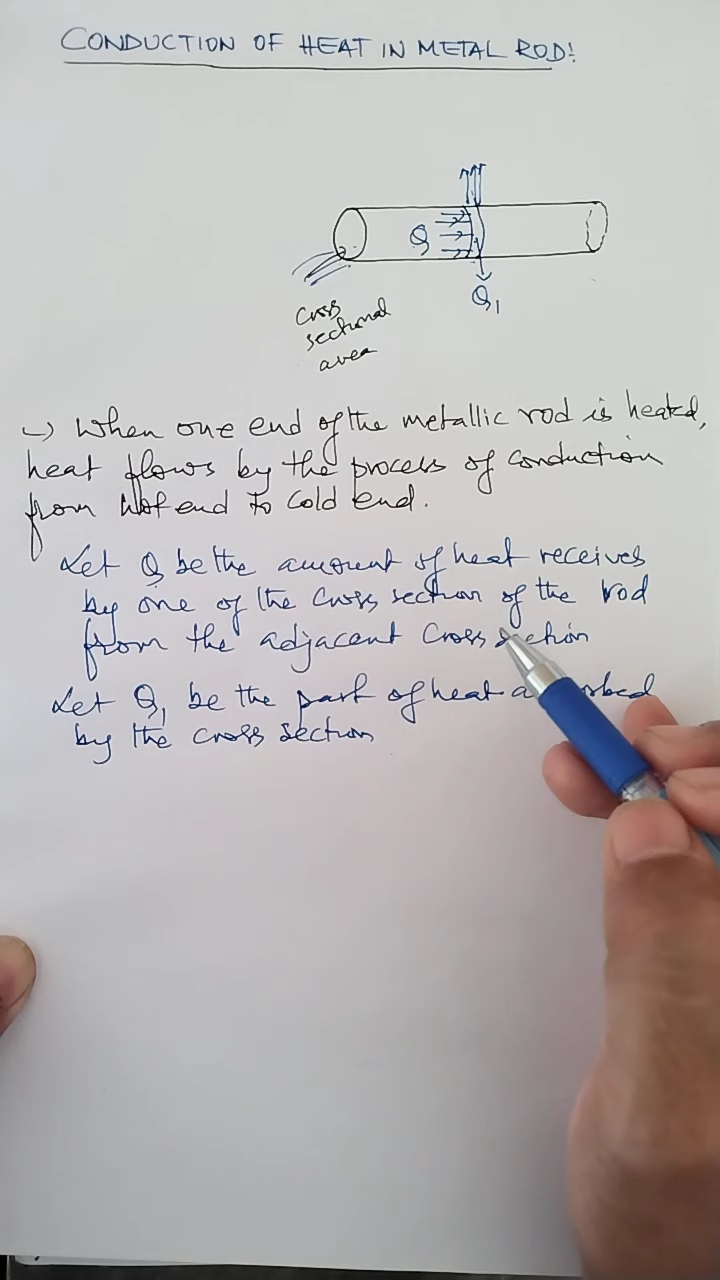 CONDUCTION OF HEAT IN METAL ROD!
Q
Q1
Cross
sectional
area
→ When one end of the metallic rod is heated,
heat flows by the process of conduction
from hot end to cold end.
Let Q be the amount of heat receives
by one of the cross section of the rod
from the adjacent cross section
Let Q1 be the part of heat
by the cross section